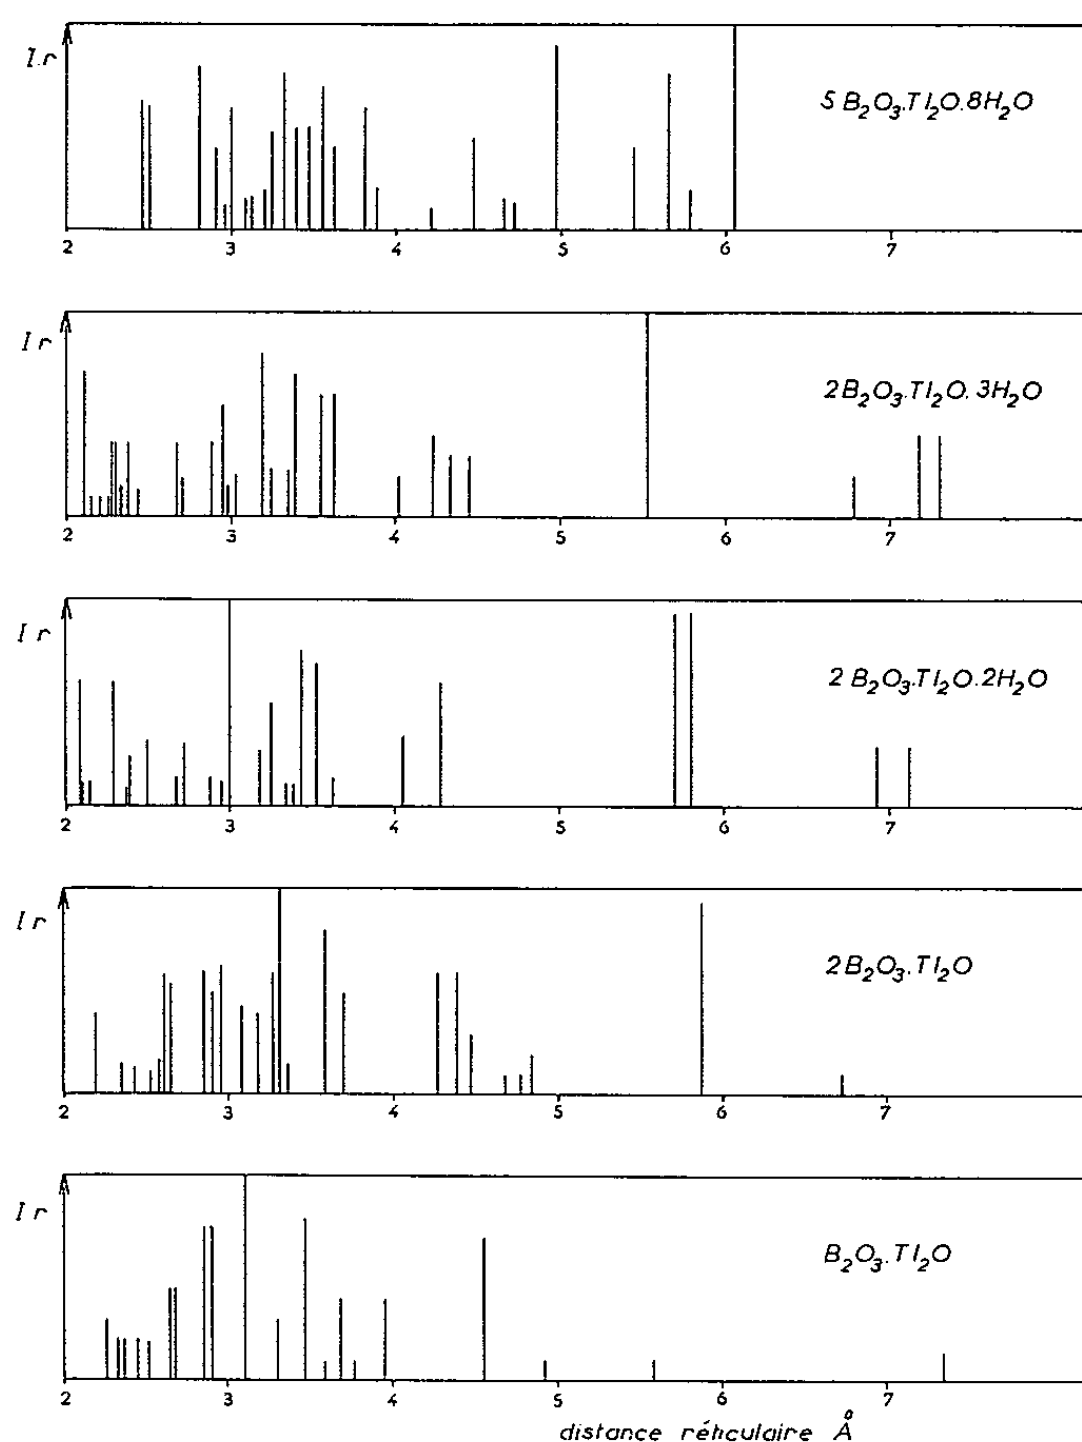 I r
5 B₂O₃.Tl₂O.8H₂O
2 3 4 5 6 7
I r
2B₂O₃.Tl₂O.3H₂O
2 3 4 5 6 7
I r
2 B₂O₃.Tl₂O.2H₂O
2 3 4 5 6 7
I r
2B₂O₃.Tl₂O
2 3 4 5 6 7
I r
B₂O₃.Tl₂O
2 3 4 5 6 7
distance réticulaire Å